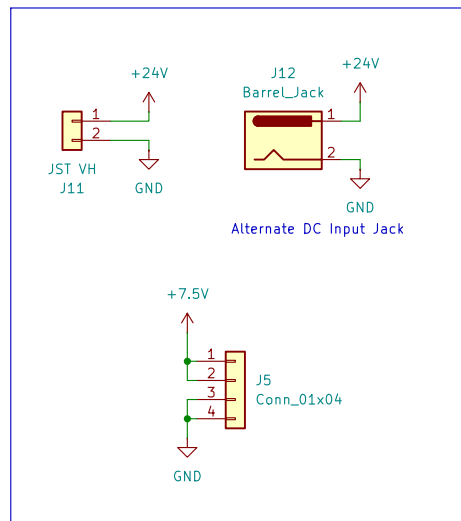 +24V
1
2
JST VH
J11
GND
J12
Barrel_Jack
+24V
1
2
GND
Alternate DC Input Jack
+7.5V
1
2
3
4
J5
Conn_01x04
GND